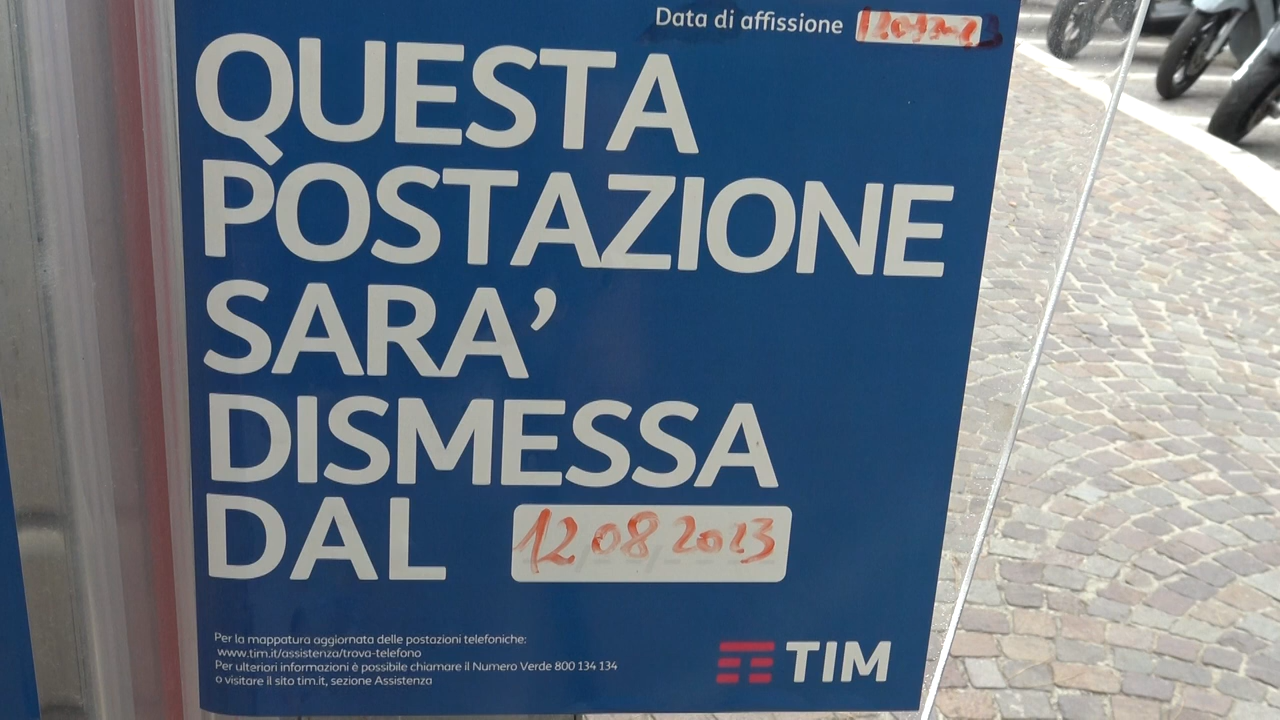 Data di affissione
QUESTA
POSTAZIONE
SARA’
DISMESSA
DAL 12 08 2023
Per la mappatura aggiornata delle postazioni telefoniche:
www.tim.it/assistenza/trova-telefono
Per ulteriori informazioni è possibile chiamare il Numero Verde 800 134 134
o visitare il sito tim.it, sezione Assistenza
TIM